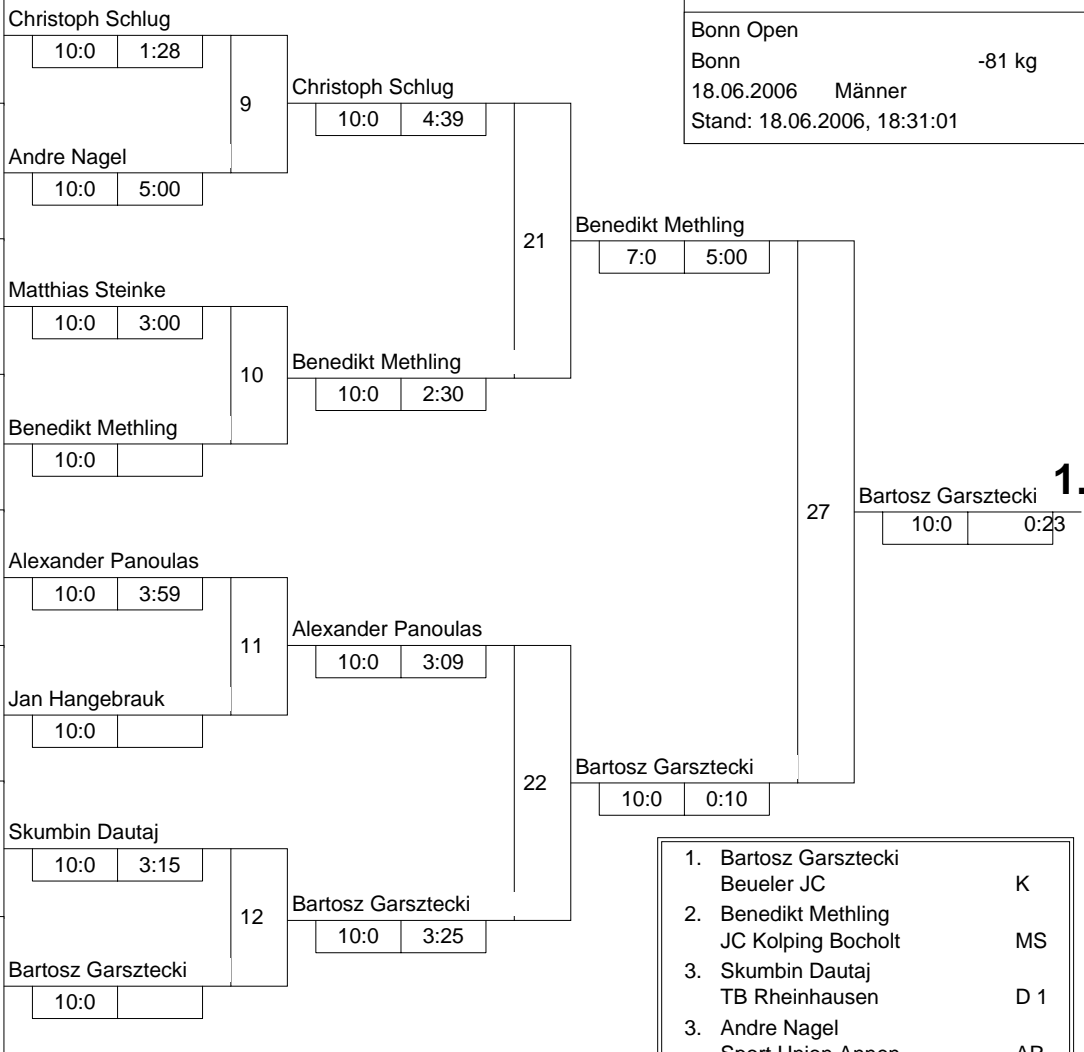 Christoph Schlug
10:0 1:28
9
Andre Nagel
10:0 5:00
Christoph Schlug
10:0 4:39
Matthias Steinke
10:0 3:00
10
Benedikt Methling
10:0
Benedikt Methling
10:0 2:30
21
Benedikt Methling
7:0 5:00
Alexander Panoulas
10:0 3:59
11
Jan Hangebrauk
10:0
Alexander Panoulas
10:0 3:09
Skumbin Dautaj
10:0 3:15
12
Bartosz Garsztecki
10:0
Bartosz Garsztecki
10:0 3:25
22
Bartosz Garsztecki
10:0 0:10
27
Bartosz Garsztecki 1.
10:0 0:23
Bonn Open
Bonn -81 kg
18.06.2006 Männer
Stand: 18.06.2006, 18:31:01
1. Bartosz Garsztecki
Beueler JC K
2. Benedikt Methling
JC Kolping Bocholt MS
3. Skumbin Dautaj
TB Rheinhausen D 1
3. Andre Nagel
Sport Union Annen AR